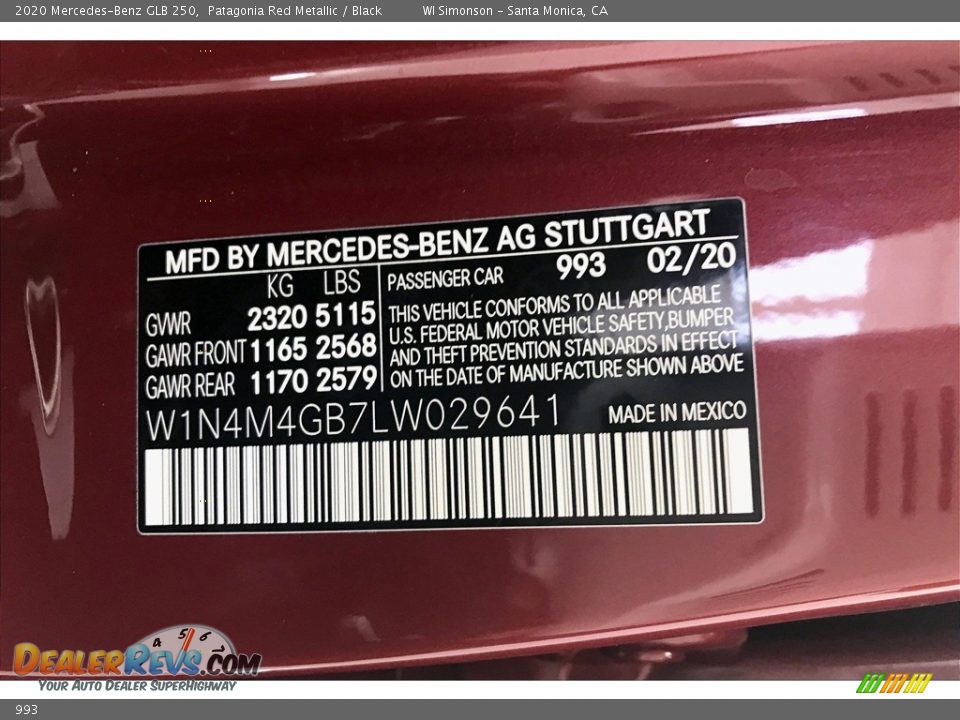 2020 Mercedes-Benz GLB 250, Patagonia Red Metallic / Black WI Simonson - Santa Monica, CA
MFD BY MERCEDES-BENZ AG STUTTGART
KG LBS PASSENGER CAR 993 02/20
GVWR 2320 5115
GAWR FRONT 1165 2568
GAWR REAR 1170 2579
THIS VEHICLE CONFORMS TO ALL APPLICABLE
U.S. FEDERAL MOTOR VEHICLE SAFETY,BUMPER
AND THEFT PREVENTION STANDARDS IN EFFECT
ON THE DATE OF MANUFACTURE SHOWN ABOVE
W1N4M4GB7LW029641 MADE IN MEXICO
4 5 6
DEALERREVS.COM
YOUR AUTO DEALER SUPERHIGHWAY
993